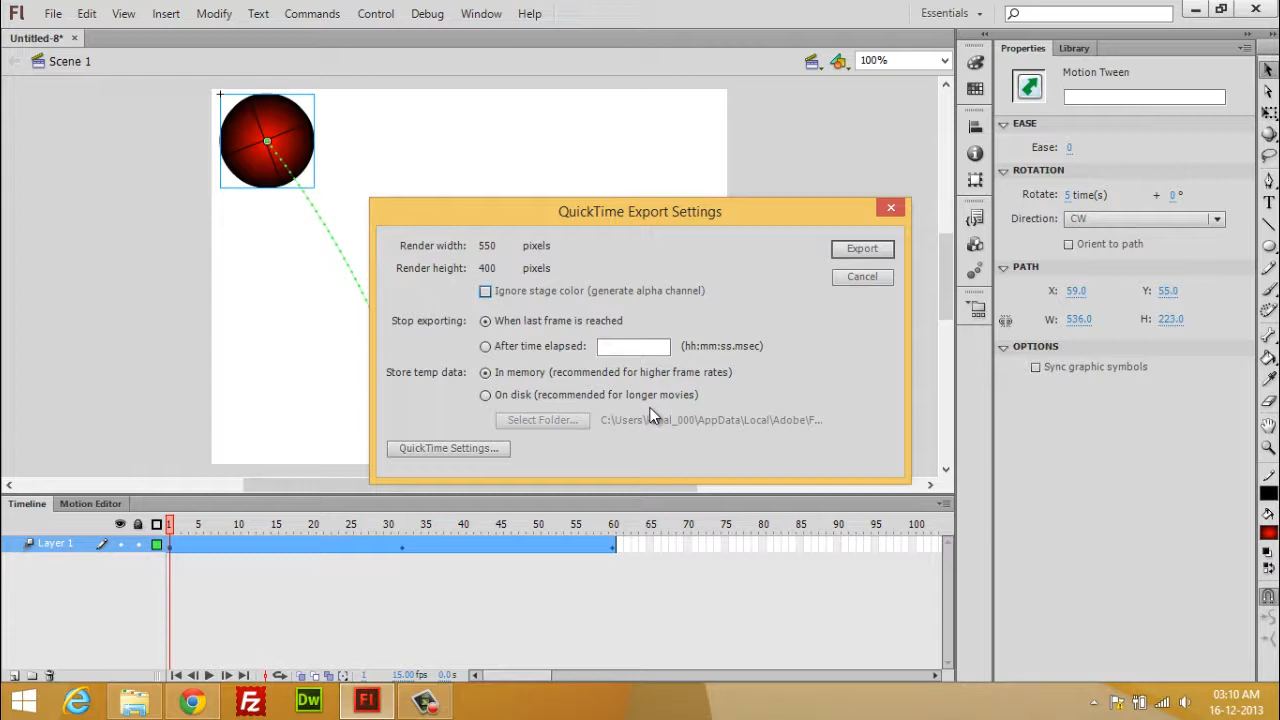 Fl File Edit View Insert Modify Text Commands Control Debug Window Help Essentials
Untitled-8* ×
Scene 1 100%
Properties Library
Motion Tween
EASE
Ease: 0
ROTATION
Rotate: 5 time(s) + 0 °
Direction: CW
Orient to path
PATH
X: 59.0 Y: 55.0
W: 536.0 H: 223.0
OPTIONS
Sync graphic symbols
QuickTime Export Settings
Render width: 550 pixels Export
Render height: 400 pixels Cancel
Ignore stage color (generate alpha channel)
Stop exporting: When last frame is reached
After time elapsed: (hh:mm:ss.msec)
Store temp data: In memory (recommended for higher frame rates)
On disk (recommended for longer movies)
Select Folder... \AppData\Local\Adobe\F...
QuickTime Settings...
Timeline Motion Editor
1 5 10 15 20 25 30 35 40 45 50 55 60 65 70 75 80 85 90 95 100
Layer 1
1 15.00 fps 0.0 s
Fz Dw Fl
03:10 AM
16-12-2013